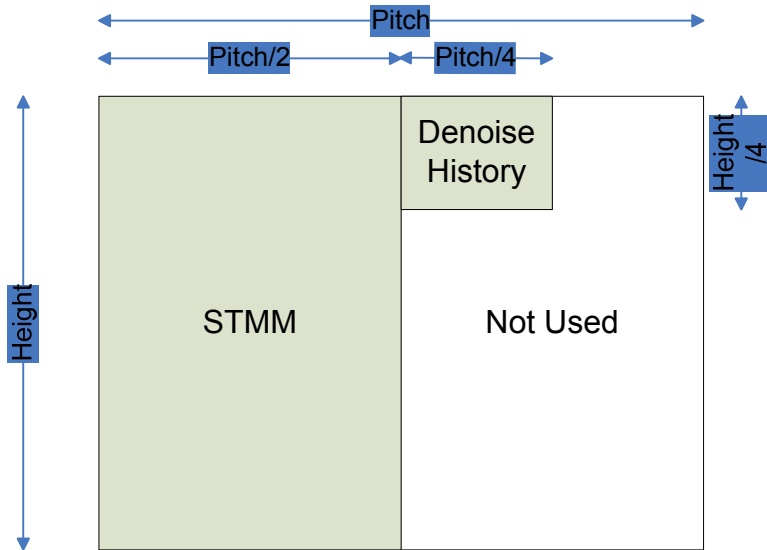 Pitch
Pitch/2
Pitch/4
Denoise
History
Height
/4
Height
STMM
Not Used